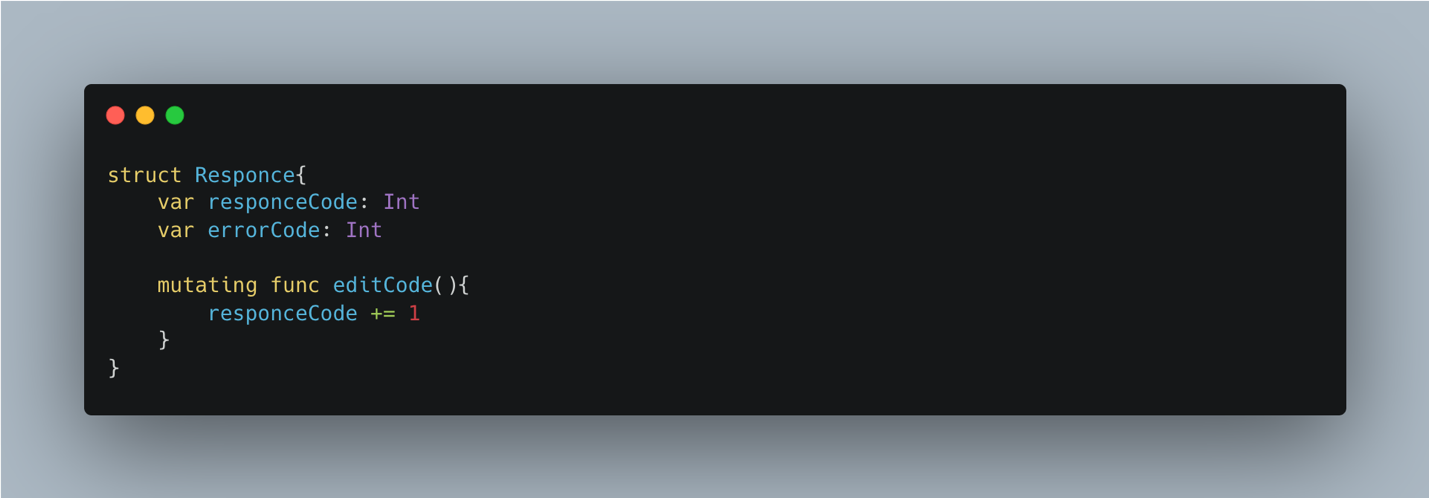 struct Responce{
    var responceCode: Int
    var errorCode: Int

    mutating func editCode(){
        responceCode += 1
    }
}